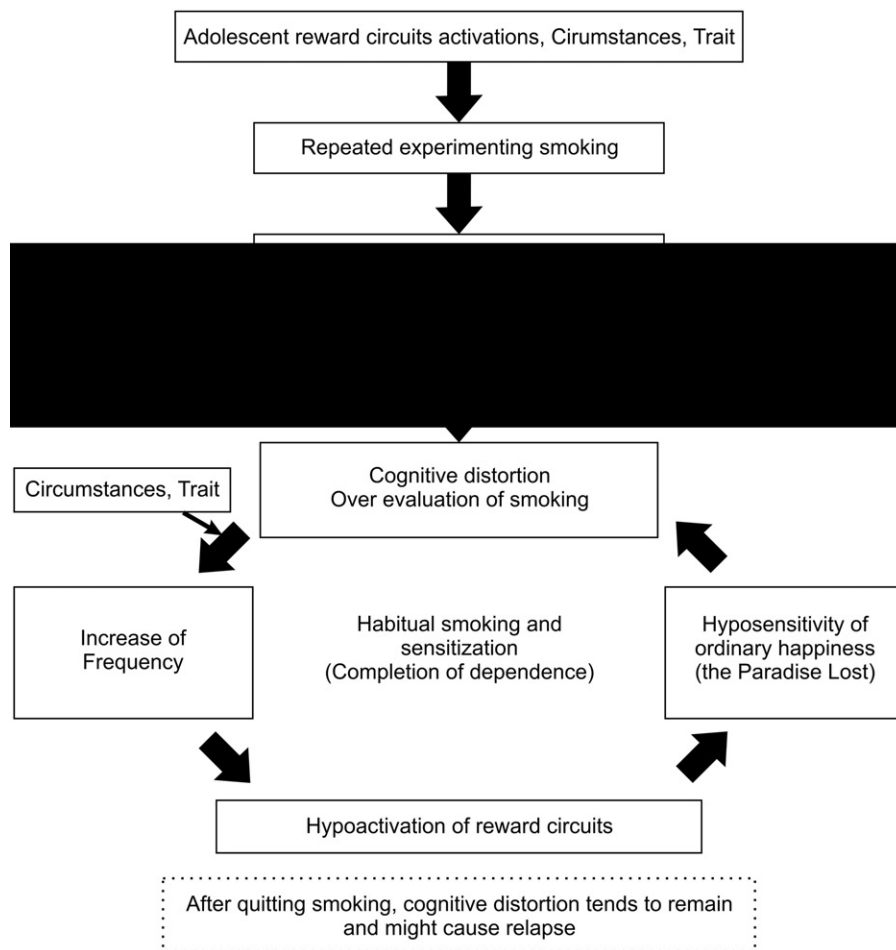 Adolescent reward circuits activations, Cirumstances, Trait
Repeated experimenting smoking
Cognitive distortion
Over evaluation of smoking
Circumstances, Trait
Increase of
Frequency
Habitual smoking and
sensitization
(Completion of dependence)
Hyposensitivity of
ordinary happiness
(the Paradise Lost)
Hypoactivation of reward circuits
After quitting smoking, cognitive distortion tends to remain
and might cause relapse